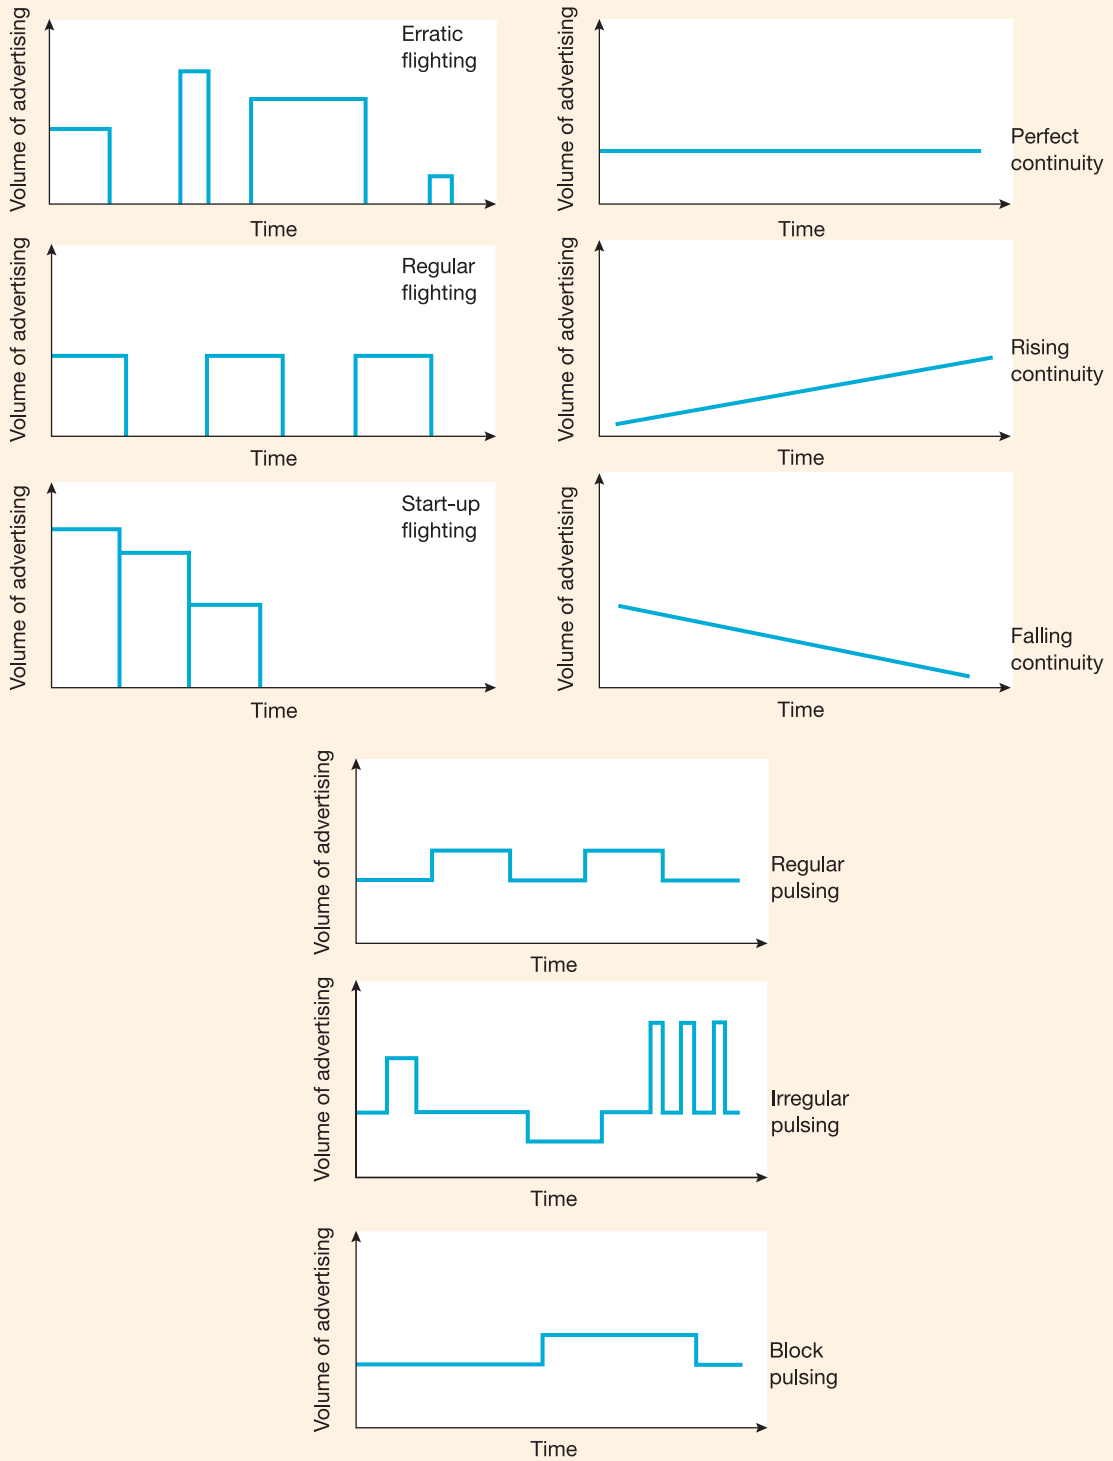 Volume of advertising
Erratic
flighting
Time
Volume of advertising
Perfect
continuity
Time
Volume of advertising
Regular
flighting
Time
Volume of advertising
Rising
continuity
Time
Volume of advertising
Start-up
flighting
Time
Volume of advertising
Falling
continuity
Time
Volume of advertising
Regular
pulsing
Time
Volume of advertising
Irregular
pulsing
Time
Volume of advertising
Block
pulsing
Time